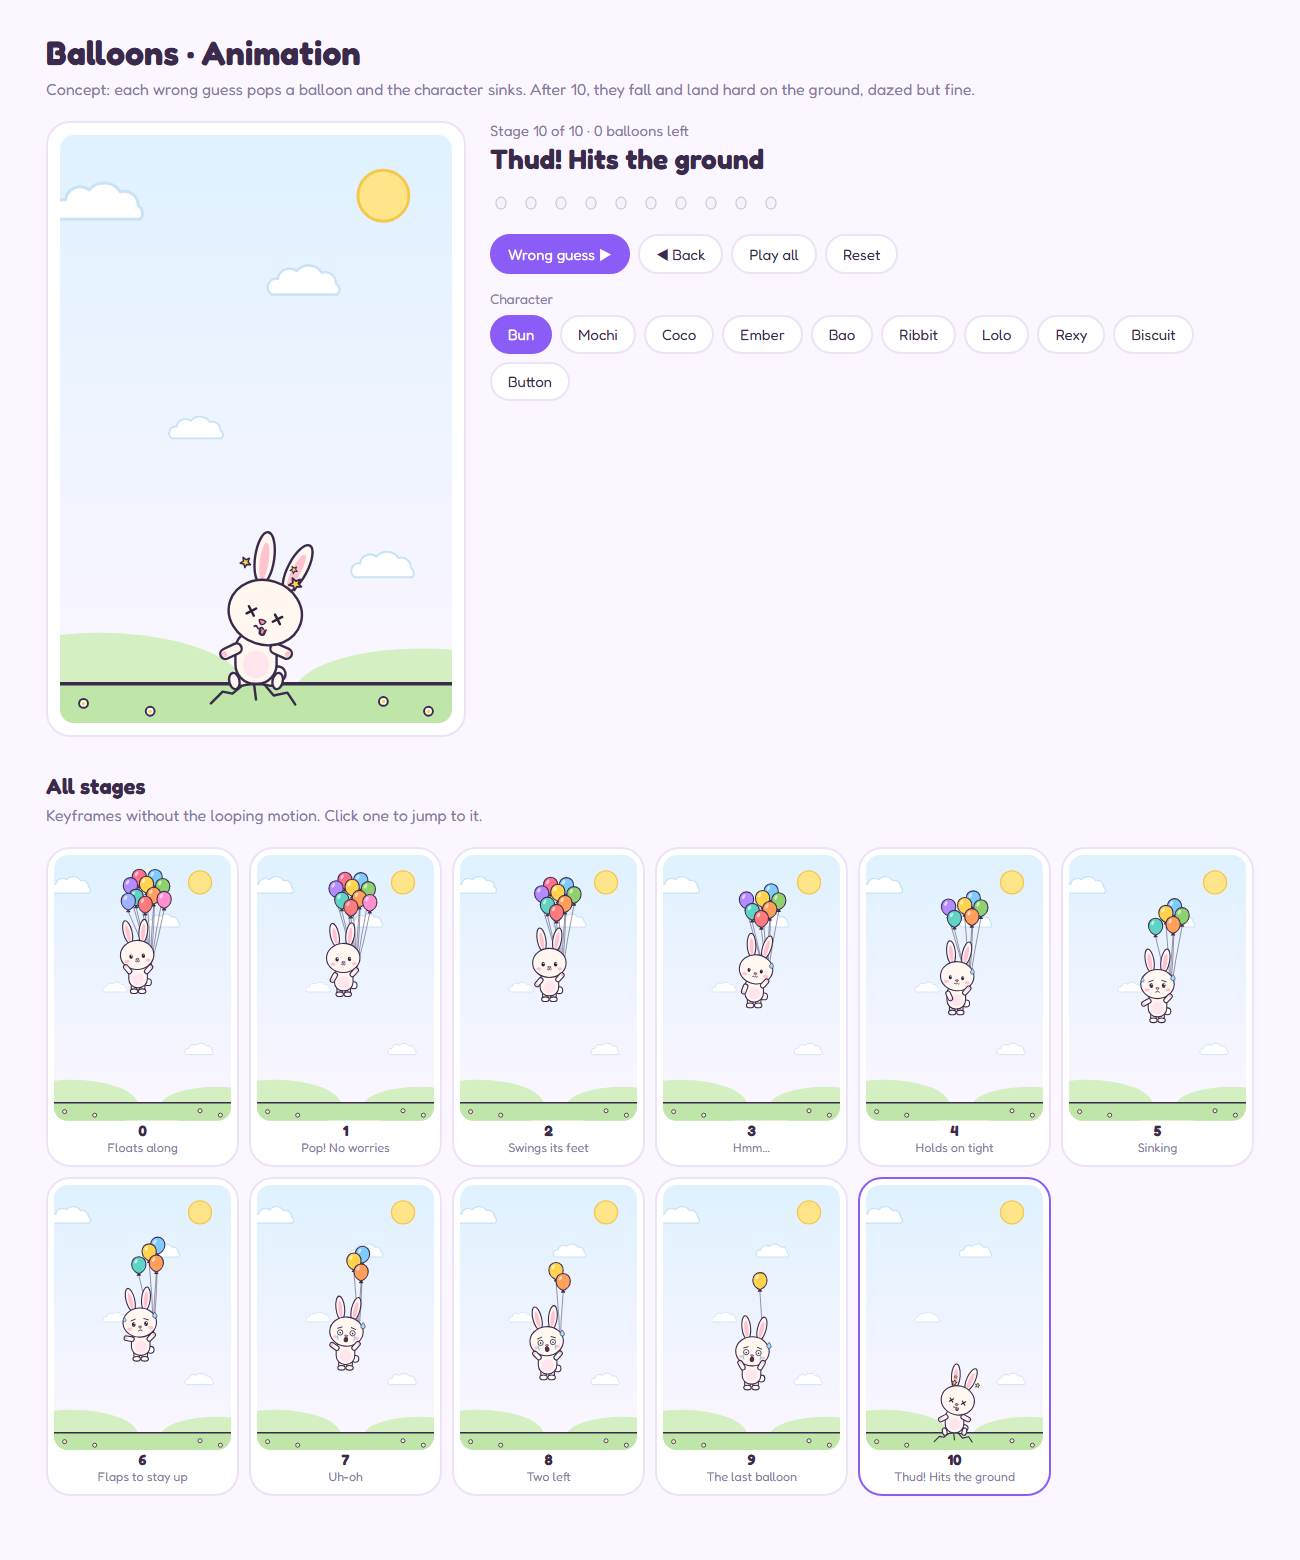 Balloons · Animation
Concept: each wrong guess pops a balloon and the character sinks. After 10, they fall and land hard on the ground, dazed but fine.
Stage 10 of 10 · 0 balloons left
Thud! Hits the ground
Wrong guess ▶
◀ Back
Play all
Reset
Character
Bun
Mochi
Coco
Ember
Bao
Ribbit
Lolo
Rexy
Biscuit
Button
All stages
Keyframes without the looping motion. Click one to jump to it.
0
Floats along
1
Pop! No worries
2
Swings its feet
3
Hmm...
4
Holds on tight
5
Sinking
6
Flaps to stay up
7
Uh-oh
8
Two left
9
The last balloon
10
Thud! Hits the ground